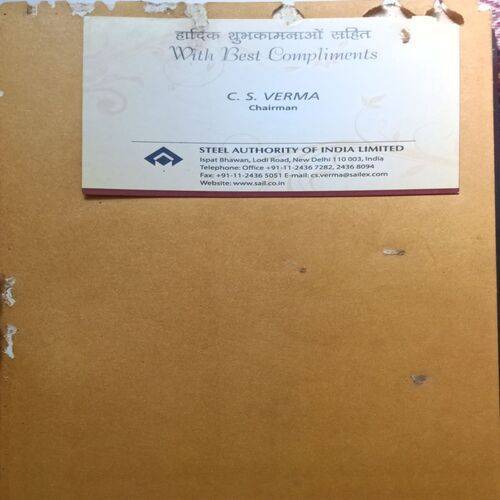 हार्दिक शुभकामनाओं सहित
With Best Compliments
C. S. VERMA
Chairman
STEEL AUTHORITY OF INDIA LIMITED
Ispat Bhawan, Lodi Road, New Delhi 110 003, India
Telephone: Office +91-11-2436 7282, 2436 8094
Fax: +91-11-2436 5051 E-mail: cs.verma@sailex.com
Website: www.sail.co.in